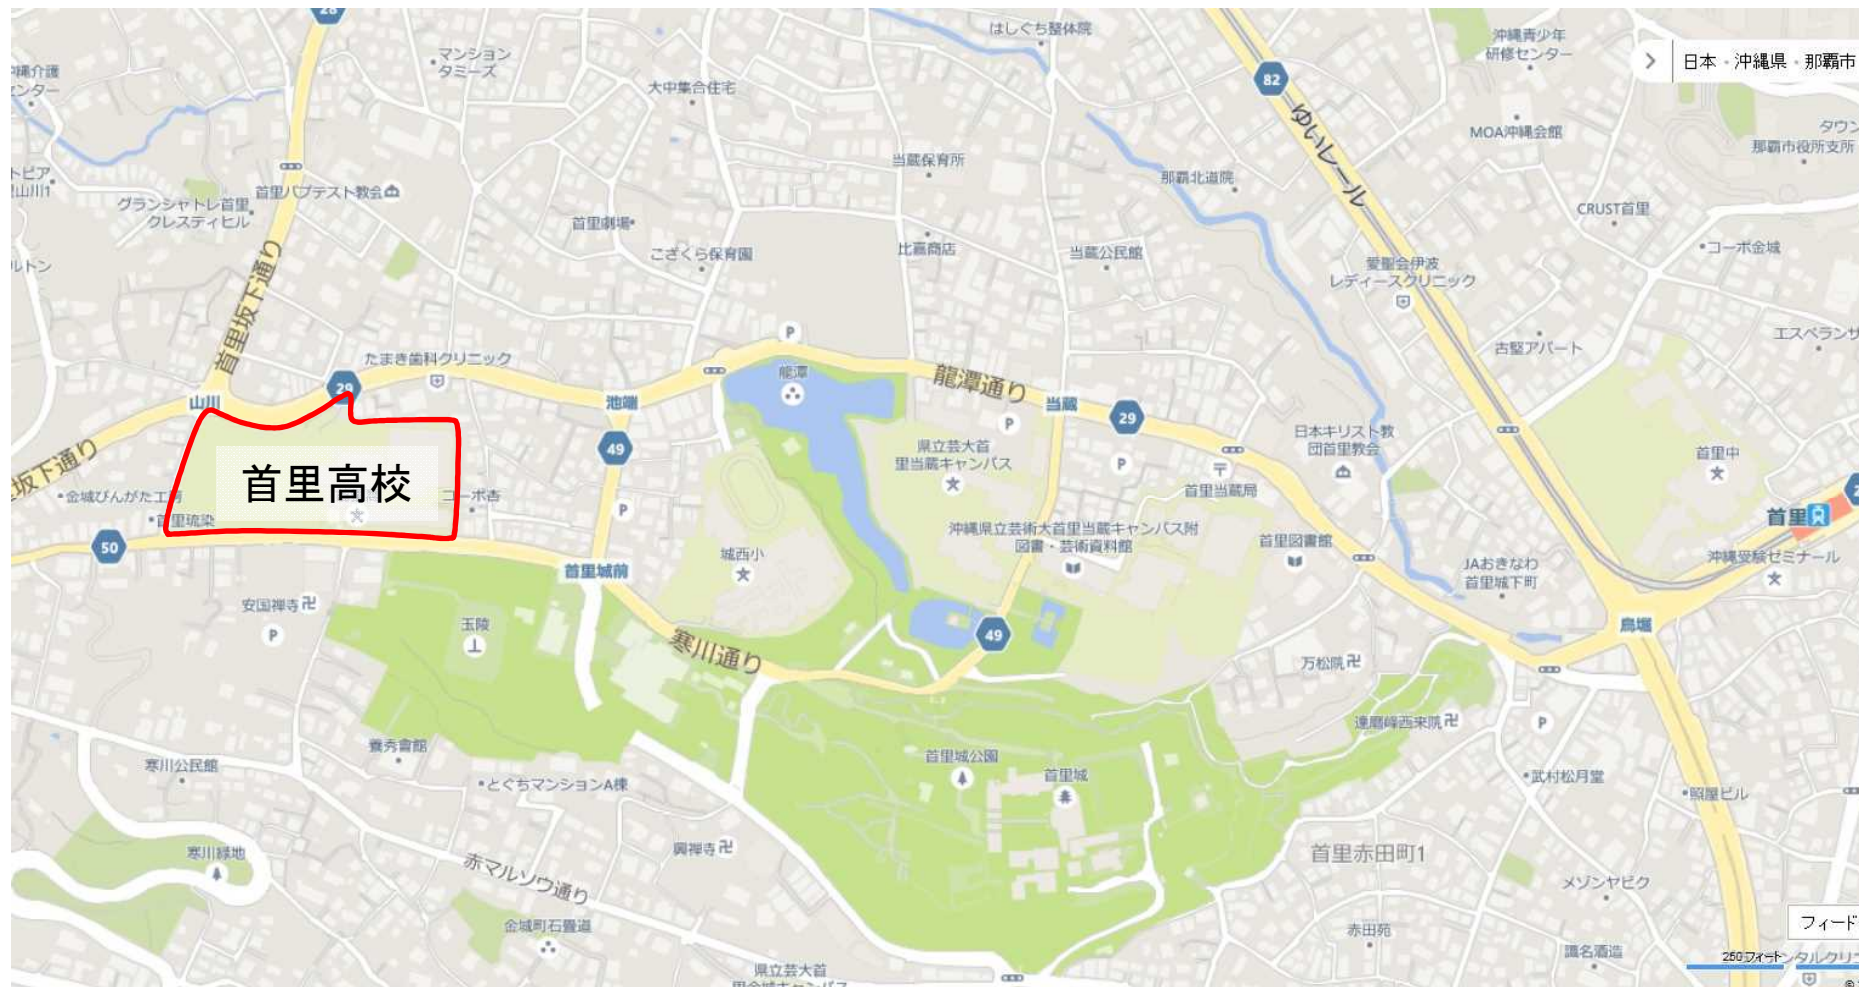 28
はしぐち整体院
沖縄青少年
研修センター
日本・沖縄県・那覇市
マンション
タミーズ
82
大中集合住宅
ゆいレール
MOA沖縄会館
那覇市役所支所
当蔵保育所
那覇北道院
首里バプテスト教会
グランシャトレ首里
クレスティヒル
首里劇場
CRUST首里
こざくら保育園
比嘉商店
当蔵公民館
コーポ金城
愛聖会伊波
レディースクリニック
首里坂下通り
P
古堅アパート
たまき歯科クリニック
29
龍潭
龍潭通り
山川
池端
当蔵
29
P
49
県立芸大首
里当蔵キャンパス
日本キリスト教
団首里教会
P
首里中
坂下通り
首里高校
首里当蔵局
金城びんがた工房
コーポ杏
P
首里琉染
首里
沖縄県立芸術大首里当蔵キャンパス附
図書・芸術資料館
首里図書館
50
城西小
沖縄受験ゼミナール
首里城前
JAおきなわ
首里城下町
安国禅寺
P
玉陵
49
鳥堀
寒川通り
万松院
達磨峰西来院
P
養秀會館
首里城公園
首里城
寒川公民館
とぐちマンションA棟
武村松月堂
照屋ビル
寒川緑地
興禅寺
首里赤田町1
赤マルソウ通り
メゾンヤビク
金城町石畳道
赤田苑
フィード
識名酒造
250フィート
県立芸大首
里金城キャンパス